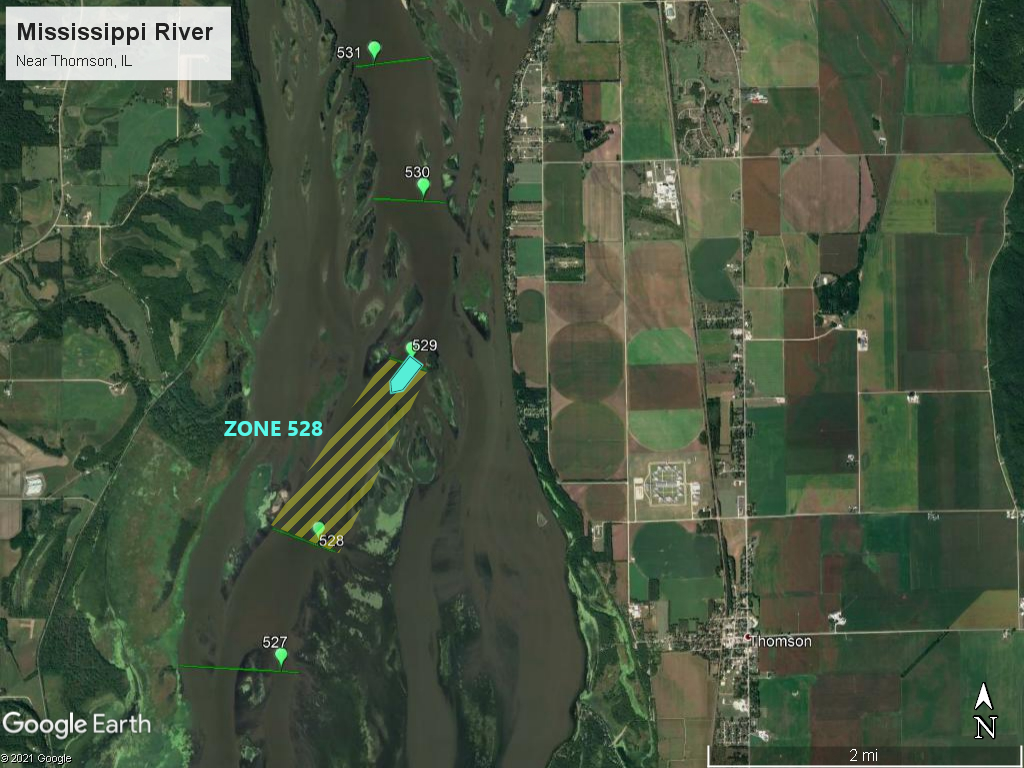 Mississippi River
Near Thomson, IL
531
530
529
ZONE 528
528
527
Thomson
N
Google Earth
2 mi
© 2021 Google